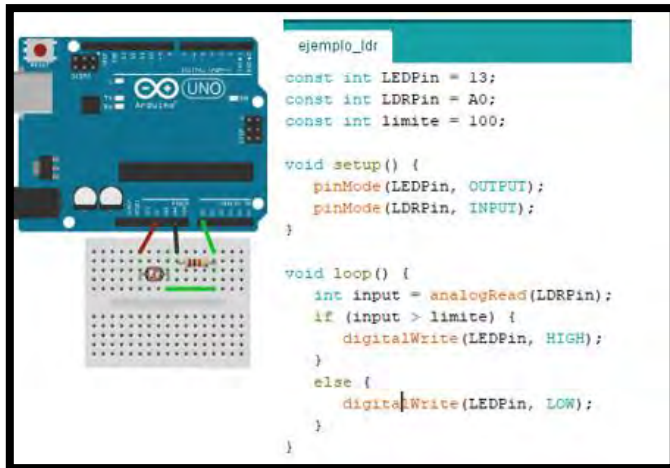 RESET
ICSP2
UNO
Arduino
ejemplo_ldr
const int LEDPin = 13;
const int LDRPin = A0;
const int limite = 100;
void setup() {
pinMode(LEDPin, OUTPUT);
pinMode(LDRPin, INPUT);
}
void loop() {
int input = analogRead(LDRPin);
if (input > limite) {
digitalWrite(LEDPin, HIGH);
}
else {
digitalWrite(LEDPin, LOW);
}
}